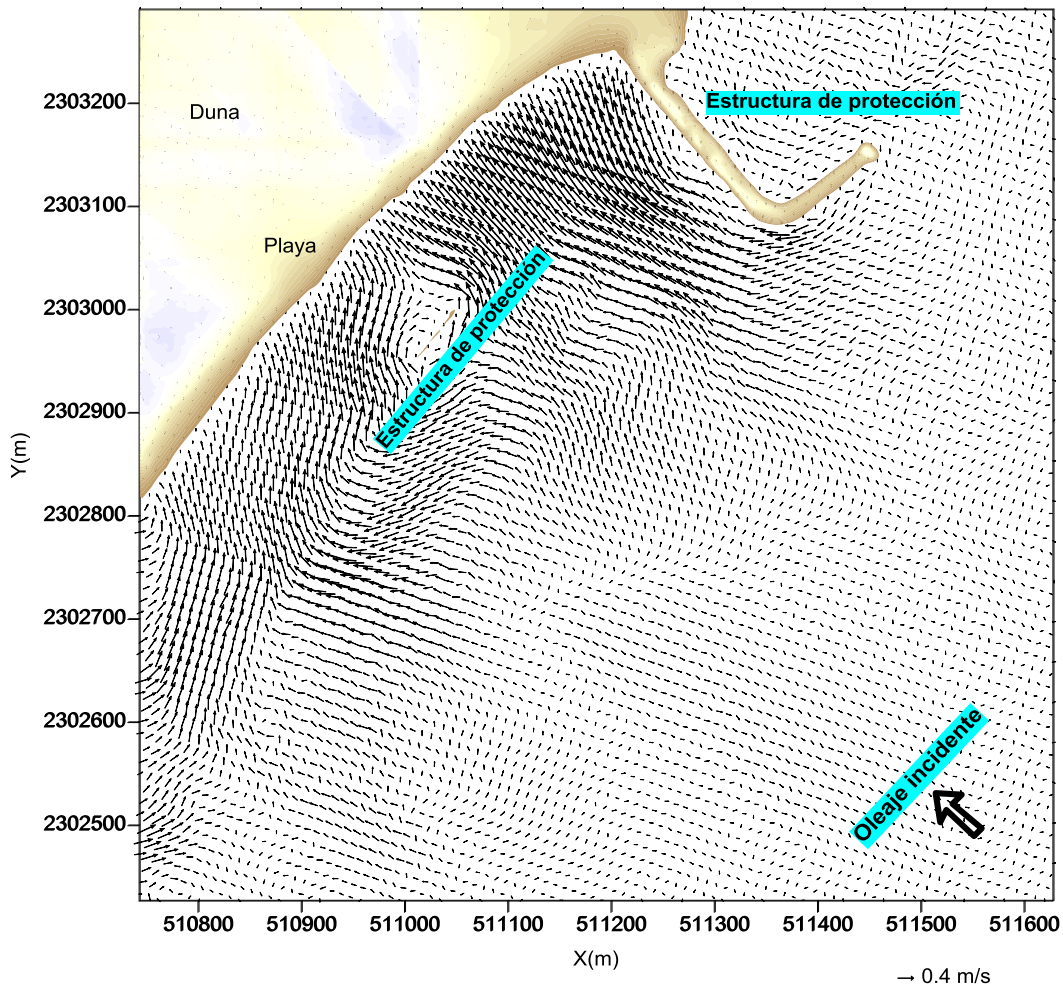 2303200
Duna
Estructura de protección
2303100
Playa
2303000
Estructura de protección
2302900
Y(m)
2302800
2302700
2302600
Oleaje incidente
2302500
510800 510900 511000 511100 511200 511300 511400 511500 511600
X(m)
→ 0.4 m/s